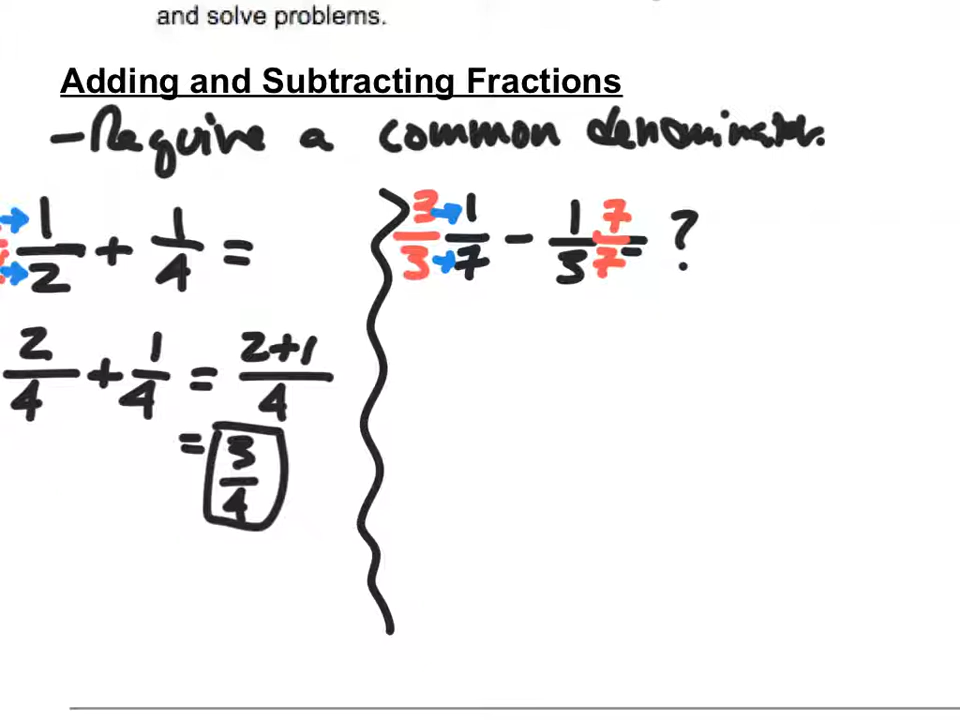 and solve problems.
Adding and Subtracting Fractions
- Require a common denominator.
1/2 + 1/4 =
2/4 + 1/4 = (2+1)/4
= 3/4
3/3 1/7 - 1/3 7/7 = ?